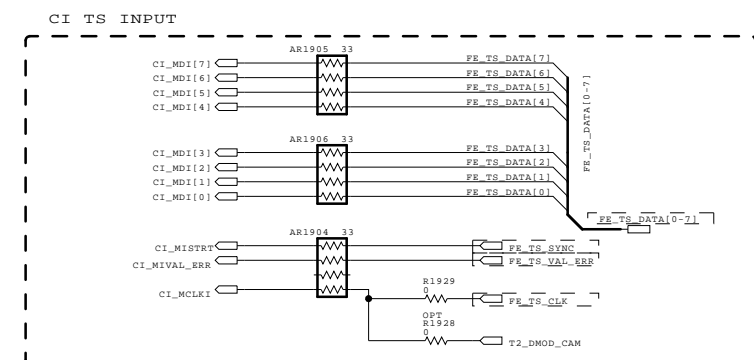 CI TS INPUT
AR1905 33
CI_MDI[7] FE_TS_DATA[7]
CI_MDI[6] FE_TS_DATA[6]
CI_MDI[5] FE_TS_DATA[5]
CI_MDI[4] FE_TS_DATA[4]
FE_TS_DATA[0-7]
AR1906 33
CI_MDI[3] FE_TS_DATA[3]
CI_MDI[2] FE_TS_DATA[2]
CI_MDI[1] FE_TS_DATA[1]
CI_MDI[0] FE_TS_DATA[0]
FE_TS_DATA[0-7]
AR1904 33
CI_MISTRT FE_TS_SYNC
CI_MIVAL_ERR FE_TS_VAL_ERR
CI_MCLKI
R1929
0
FE_TS_CLK
OPT
R1928
0
T2_DMOD_CAM